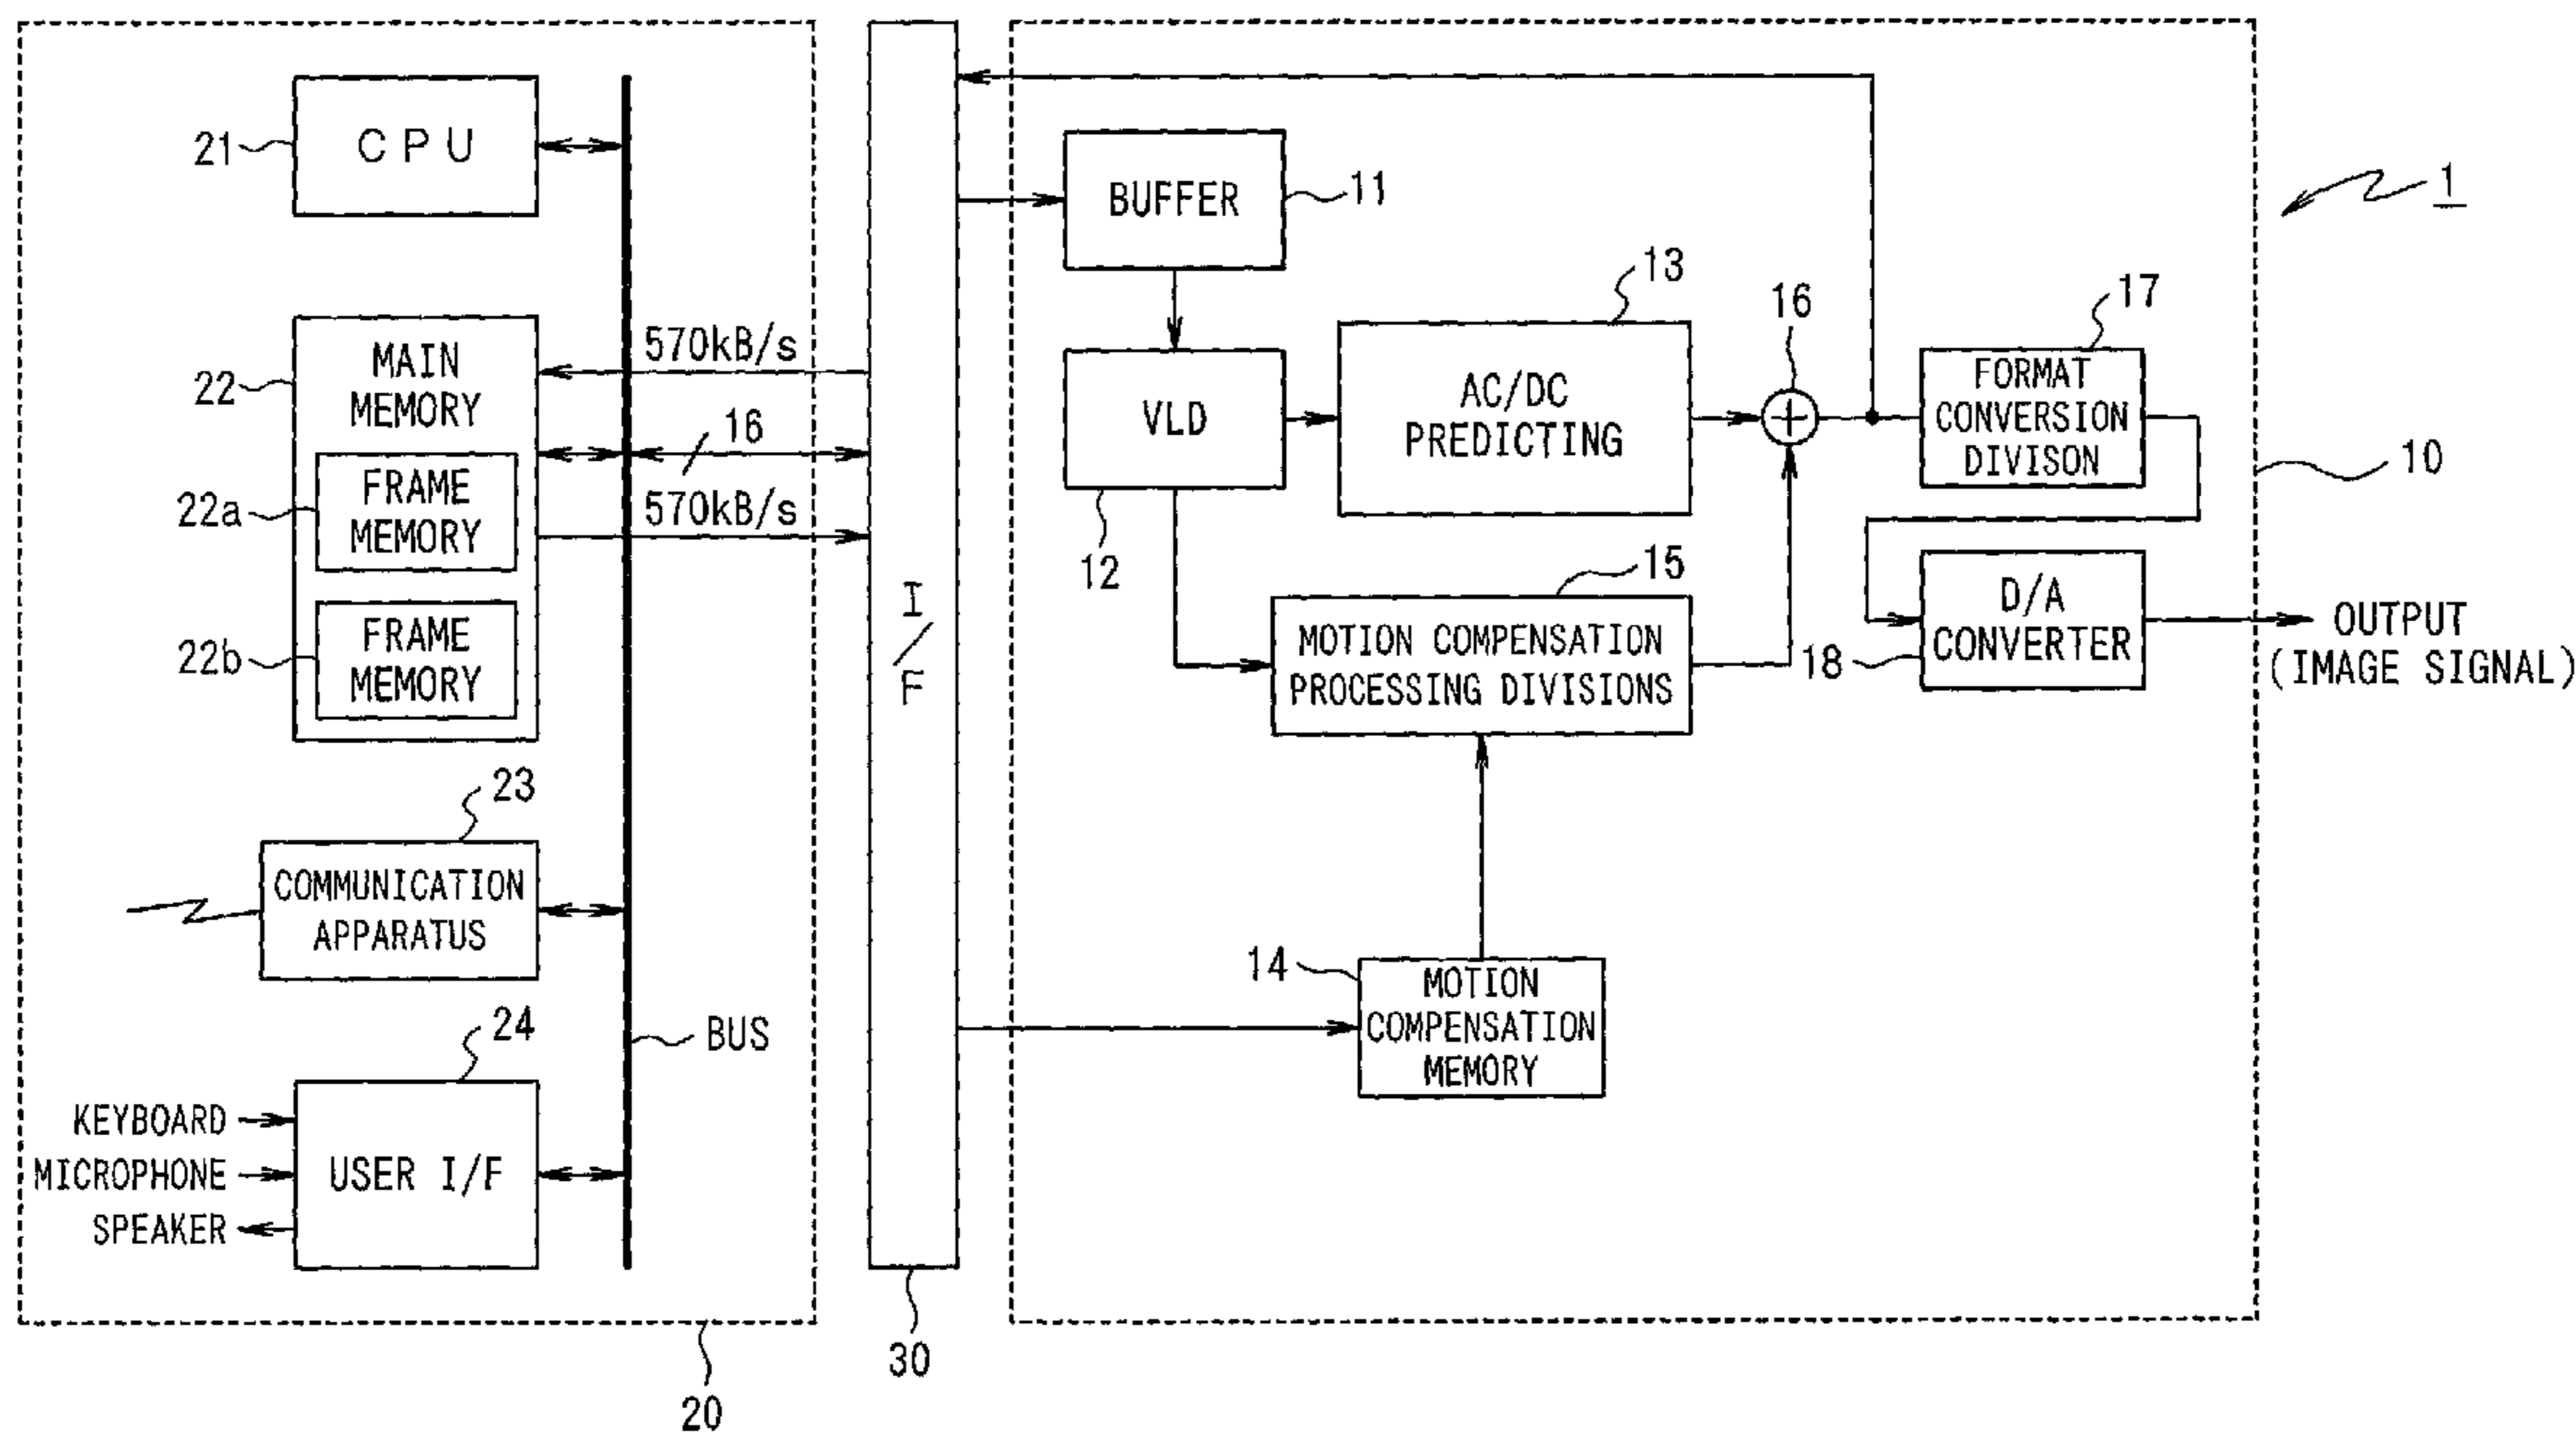 CPU
21
MAIN
MEMORY
22
FRAME
MEMORY
22a
FRAME
MEMORY
22b
570kB/s
16
570kB/s
23
COMMUNICATION
APPARATUS
24
BUS
KEYBOARD
MICROPHONE
SPEAKER
USER I/F
20
I
/
F
30
BUFFER
11
VLD
12
AC/DC
PREDICTING
13
16
FORMAT
CONVERSION
DIVISON
17
1
10
MOTION COMPENSATION
PROCESSING DIVISIONS
15
D/A
CONVERTER
18
OUTPUT
(IMAGE SIGNAL)
14
MOTION
COMPENSATION
MEMORY